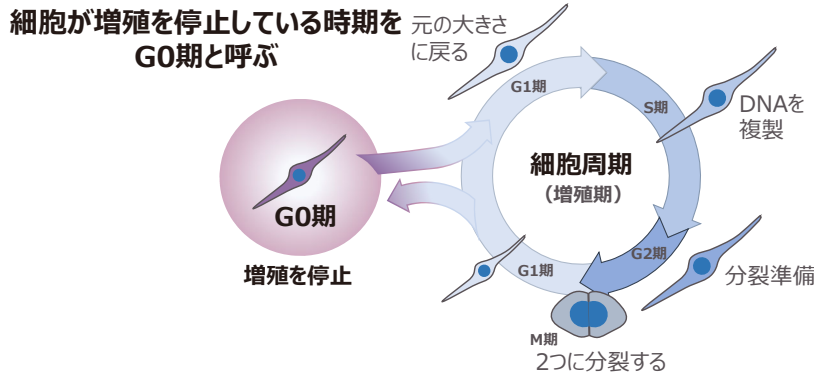 細胞が増殖を停止している時期を
G0期と呼ぶ
元の大きさ
に戻る
G1期
S期
DNAを
複製
細胞周期
（増殖期）
G0期
増殖を停止
G1期
G2期
分裂準備
M期
2つに分裂する